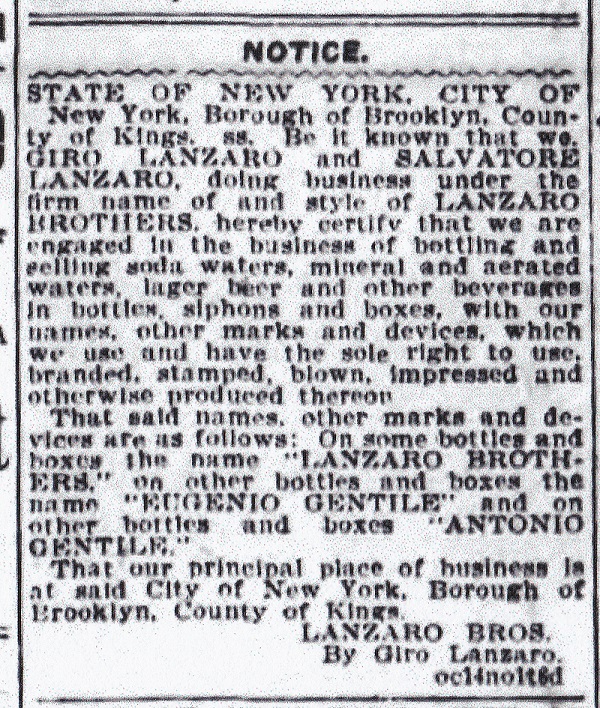 NOTICE.
STATE OF NEW YORK, CITY OF
New York, Borough of Brooklyn, Coun-
ty of Kings, ss. Be it known that we,
GIRO LANZARO and SALVATORE
LANZARO, doing business under the
firm name of and style of LANZARO
BROTHERS, hereby certify that we are
engaged in the business of bottling and
selling soda waters, mineral and aerated
waters, lager beer and other beverages
in bottles, siphons and boxes, with our
names, other marks and devices, which
we use and have the sole right to use,
branded, stamped, blown, impressed and
otherwise produced thereon
That said names, other marks and de-
vices are as follows: On some bottles and
boxes the name "LANZARO BROTH-
ERS." on other bottles and boxes the
name "EUGENIO GENTILE" and on
other bottles and boxes "ANTONIO
GENTILE."
That our principal place of business is
at said City of New York, Borough of
Brooklyn, County of Kings.
LANZARO BROS.
By Giro Lanzaro.
oc14no1t6d